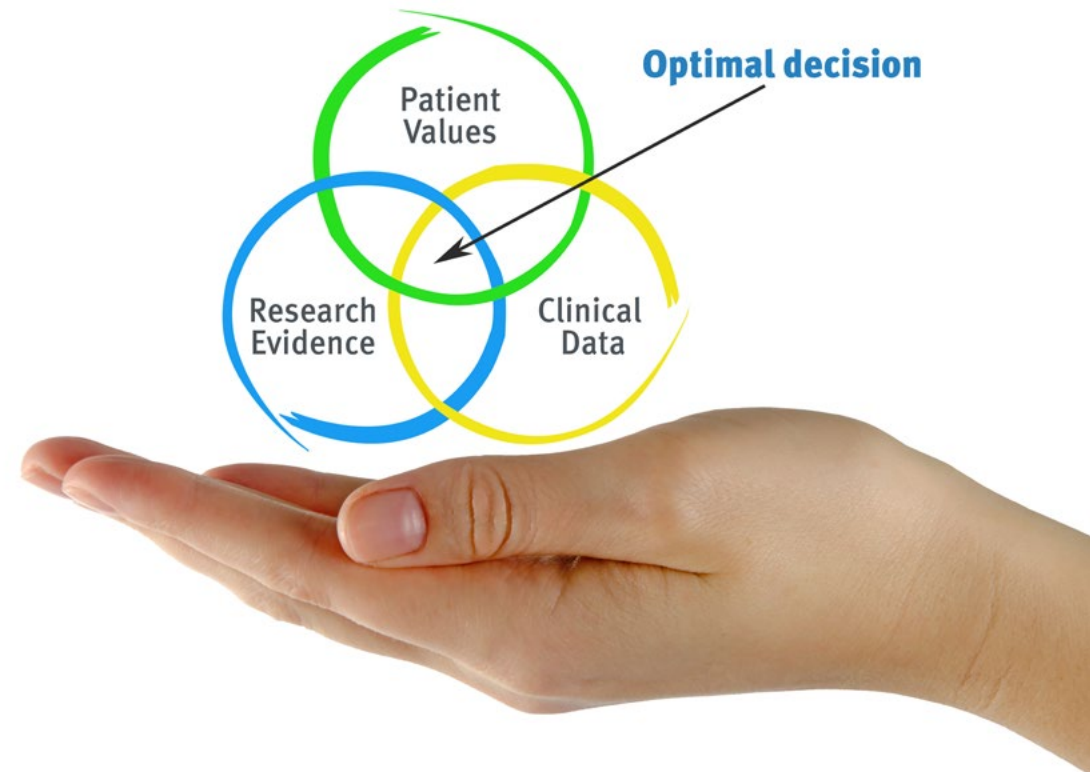 Optimal decision
Patient
Values
Research
Evidence
Clinical
Data